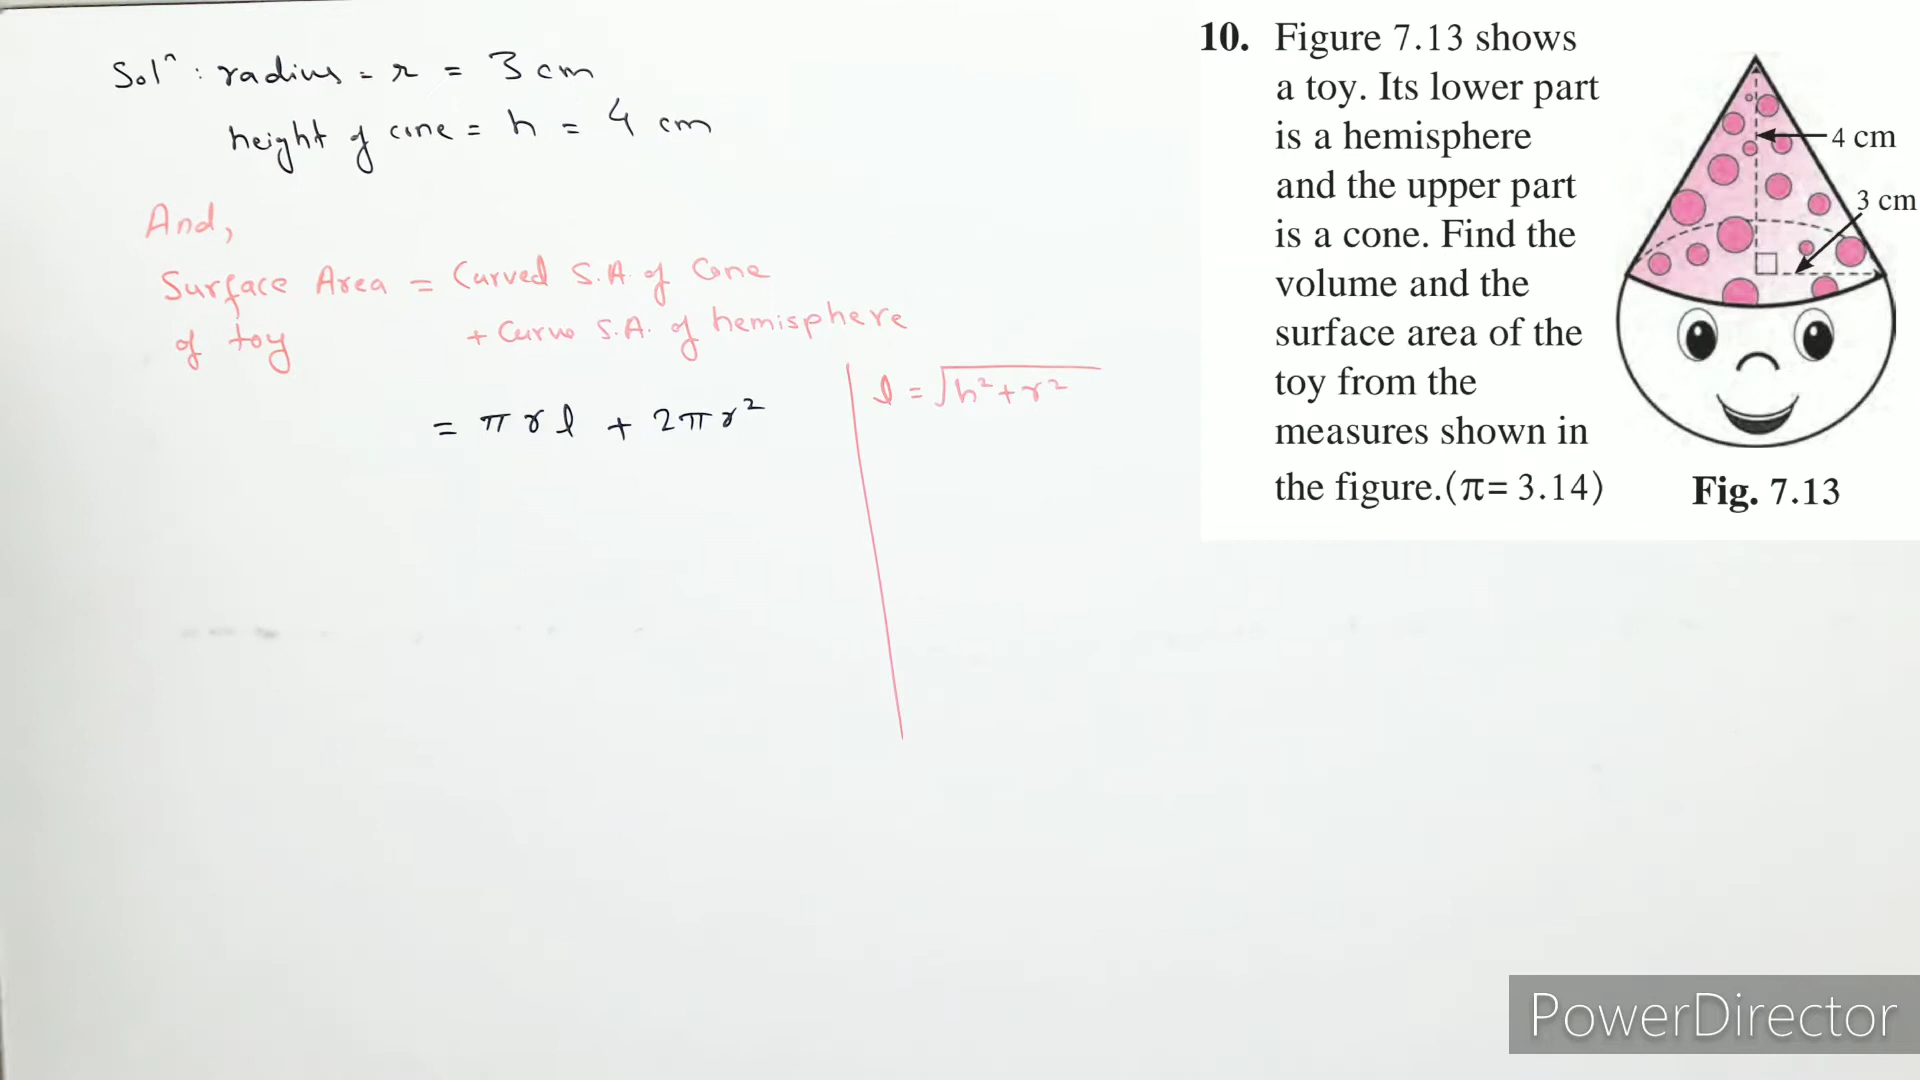 Solⁿ : radius = r = 3 cm
height of cone = h = 4 cm
And,
Surface Area = Curved S.A. of Cone
of toy + Curve S.A. of hemisphere
= π r l + 2 π r²
l = √h² + r²
10. Figure 7.13 shows
a toy. Its lower part
is a hemisphere
and the upper part
is a cone. Find the
volume and the
surface area of the
toy from the
measures shown in
the figure.(π= 3.14)
4 cm
3 cm
Fig. 7.13
PowerDirector